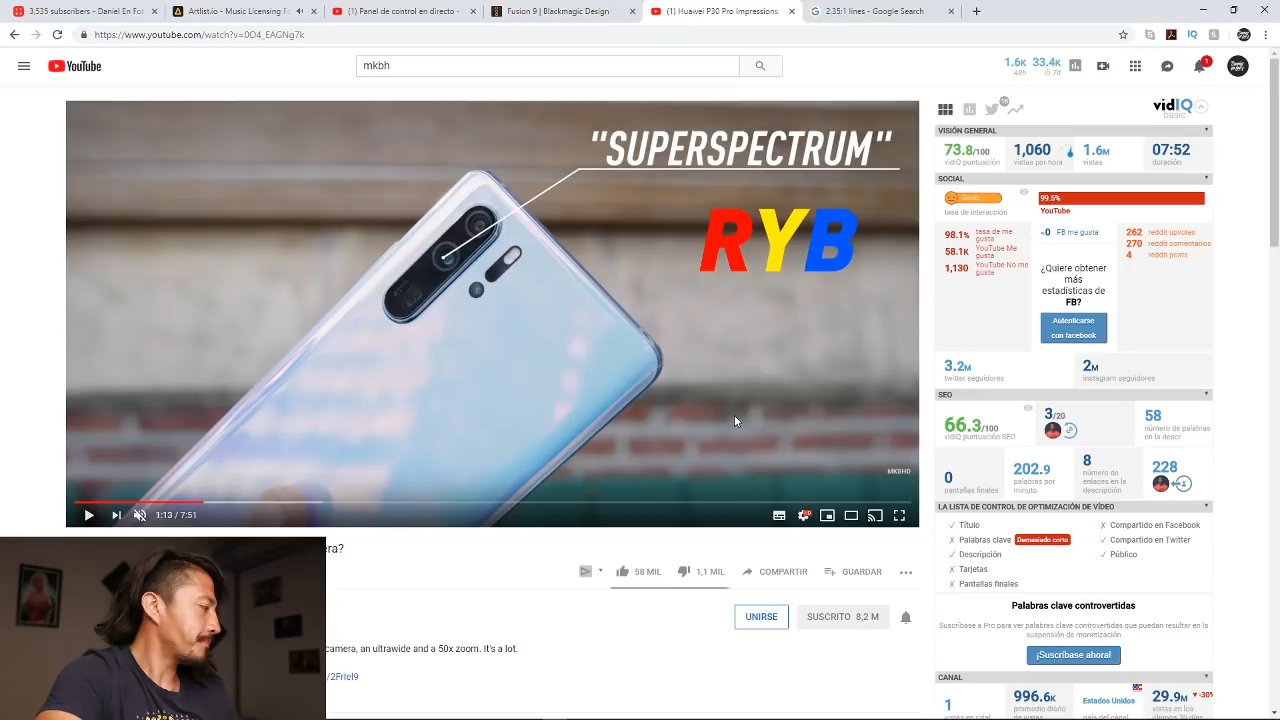 3,535 subscribers - Daniel En Fo
Artlist.io - Music Licensing F
(1) Panel de control en directo -
Fusion 9 | Blackmagic Design
(1) Huawei P30 Pro Impressions:
2.35:1 lines - Google Search
https://www.youtube.com/watch?v=0O4_EAGNg7k
YouTube
mkbh
1.6K
48h
33.4K
7d
1
"SUPERSPECTRUM"
RYB
MKBHD
1:13 / 7:51
ra?
58 MIL
1,1 MIL
COMPARTIR
GUARDAR
UNIRSE
SUSCRITO 8,2 M
camera, an ultrawide and a 50x zoom. It's a lot.
vidIQ
basic
VISIÓN GENERAL
73.8/100
vidIQ puntuación
1,060
vistas por hora
1.6M
vistas
07:52
duración
SOCIAL
Good
tasa de interacción
99.5%
YouTube
98.1% tasa de me gusta
58.1K YouTube Me gusta
1,130 YouTube No me gusta
0 FB me gusta
¿Quiere obtener
más
estadísticas de
FB?
Autenticarse
con facebook
262 reddit upvotes
270 reddit comentarios
4 reddit posts
3.2M
twitter seguidores
2M
instagram seguidores
SEO
66.3/100
vidIQ puntuación SEO
3/20
58
número de palabras
en la descr
0
pantallas finales
202.9
palabras por
minuto
8
número de
enlaces en la
descripción
228
LA LISTA DE CONTROL DE OPTIMIZACIÓN DE VÍDEO
Título
Palabras clave Demasiado corto
Descripción
Tarjetas
Pantallas finales
Compartido en Facebook
Compartido en Twitter
Público
Palabras clave controvertidas
Suscríbase a Pro para ver palabras clave controvertidas que puedan resultar en la
suspensión de monetización
¡Suscríbase ahora!
CANAL
1
996.6K
promedio diario
Estados Unidos
29.9M
-30%